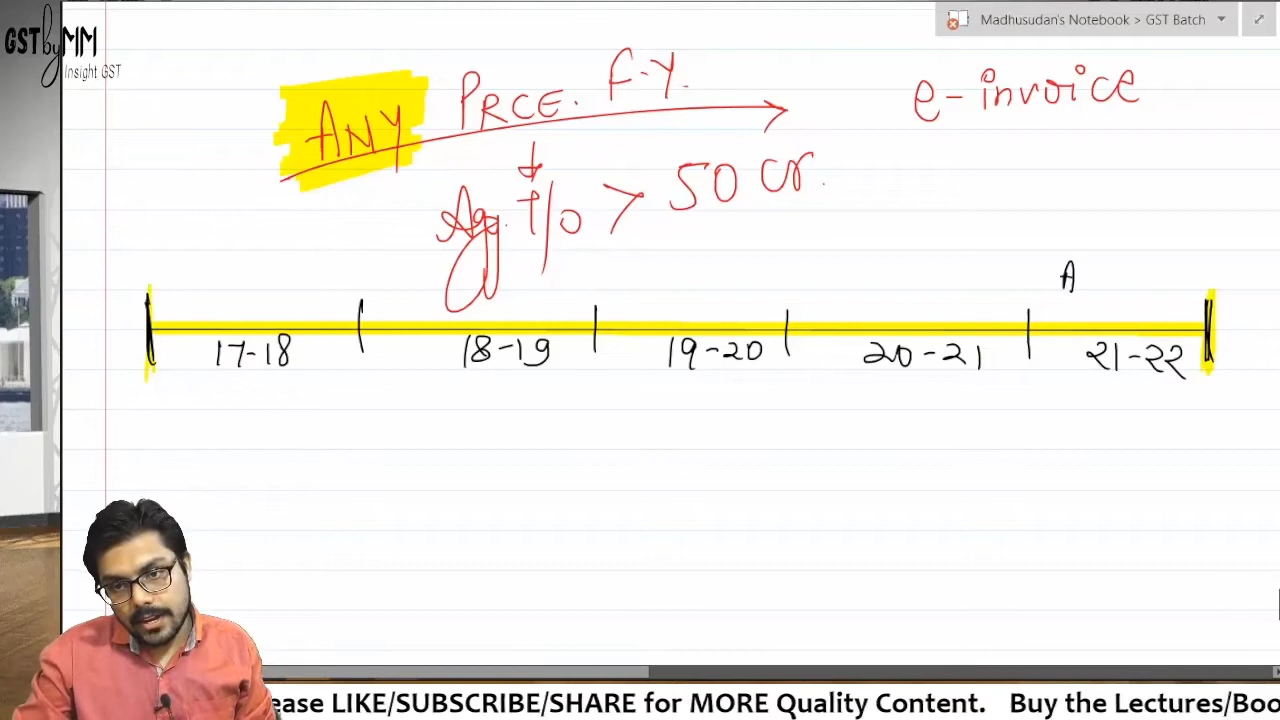 GST by MM
Insight GST
Madhusudan's Notebook > GST Batch
ANY PRCE. F.Y.
e-invoice
Agg. T/O > 50 Cr.
A
17-18 18-19 19-20 20-21 21-22
ease LIKE/SUBSCRIBE/SHARE for MORE Quality Content. Buy the Lectures/Boo